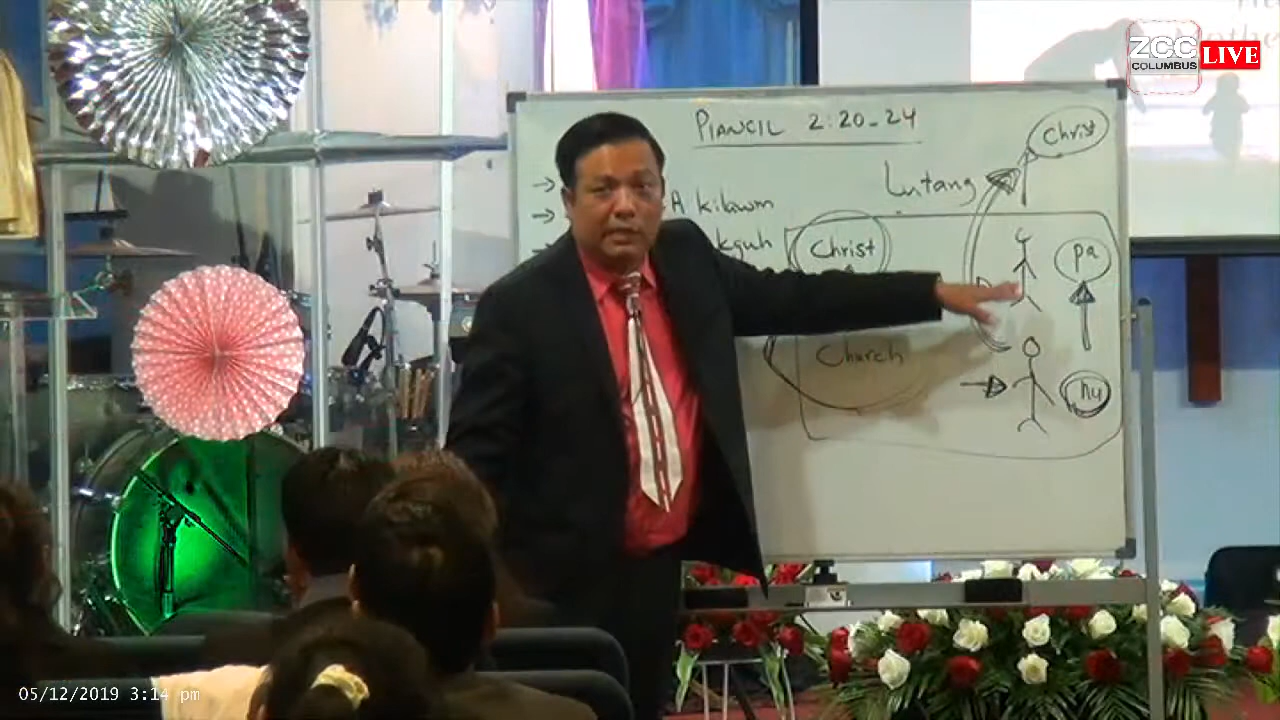 ZCC
COLUMBUS
LIVE
PIANCIL 2:20-24
Christ
Lutang
A kilawm
Christ
pa
Church
nu
05/12/2019 3:14 pm